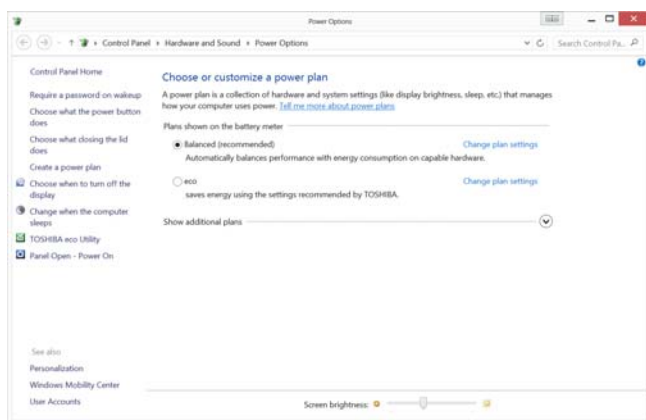 Power Options
Control Panel
Hardware and Sound
Power Options
Search Control Pa...
Control Panel Home
Require a password on wakeup
Choose what the power button
does
Choose what closing the lid
does
Create a power plan
Choose when to turn off the
display
Change when the computer
sleeps
TOSHIBA eco Utility
Panel Open - Power On
See also
Personalization
Windows Mobility Center
User Accounts
Choose or customize a power plan
A power plan is a collection of hardware and system settings (like display brightness, sleep, etc.) that manages
how your computer uses power. Tell me more about power plans
Plans shown on the battery meter
Balanced (recommended) Change plan settings
Automatically balances performance with energy consumption on capable hardware.
eco Change plan settings
saves energy using the settings recommended by TOSHIBA.
Show additional plans
Screen brightness: